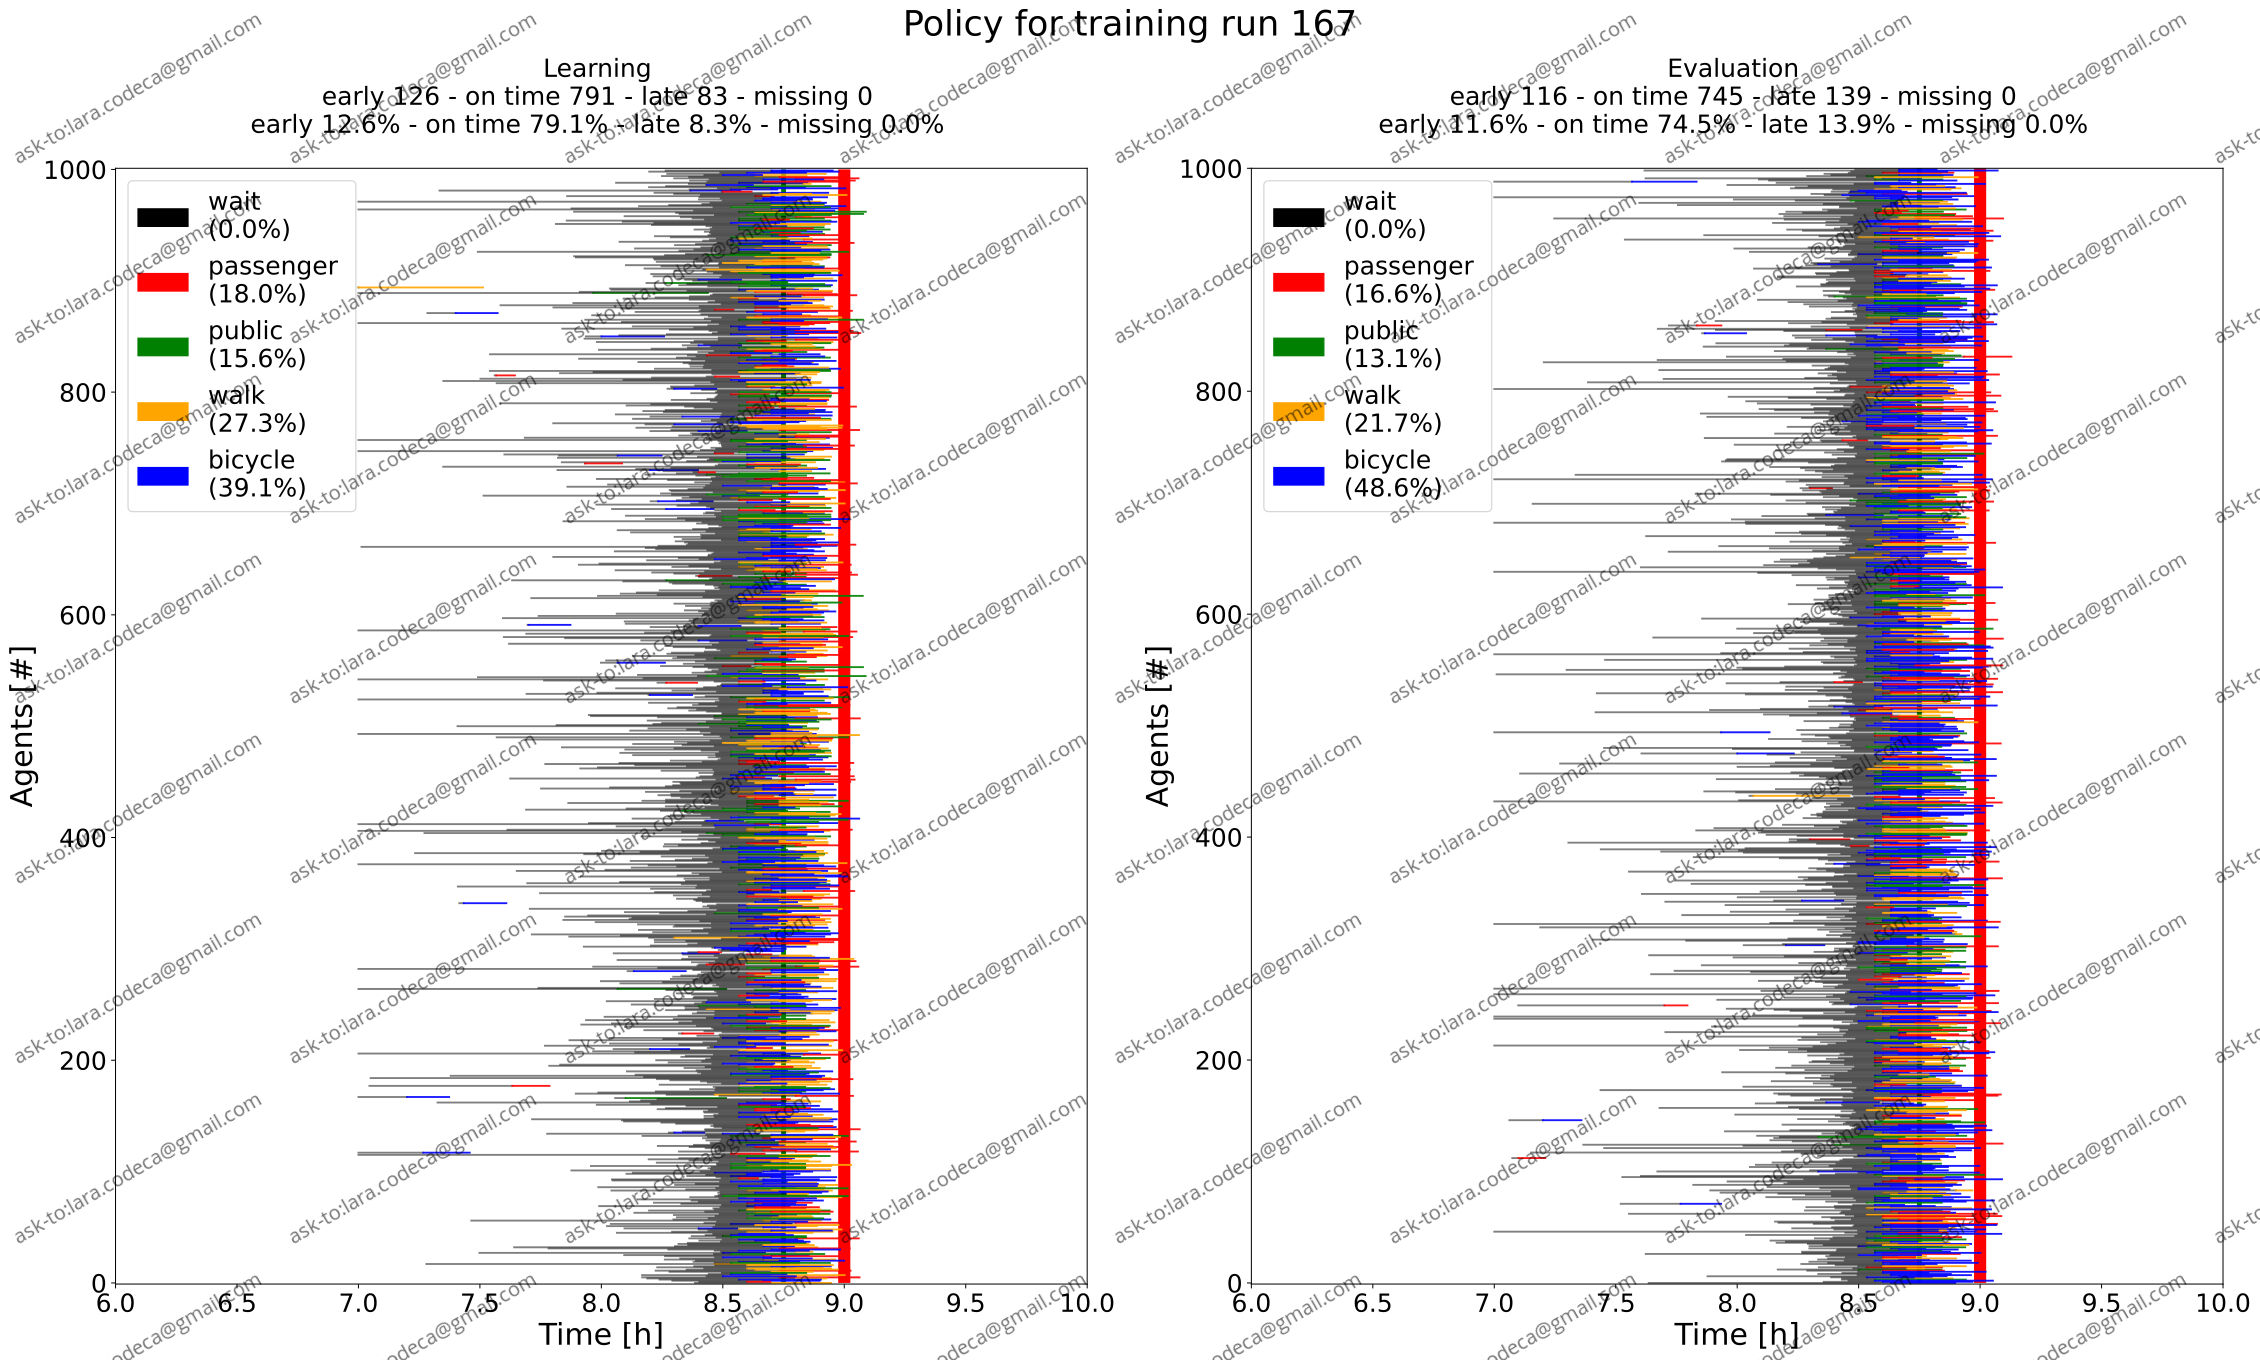 Policy for training run 167
Learning
early 126 - on time 791 - late 83 - missing 0
early 12.6% - on time 79.1% - late 8.3% - missing 0.0%
Evaluation
early 116 - on time 745 - late 139 - missing 0
early 11.6% - on time 74.5% - late 13.9% - missing 0.0%
Agents [#]
1000
800
600
400
200
0
wait
(0.0%)
passenger
(18.0%)
public
(15.6%)
walk
(27.3%)
bicycle
(39.1%)
6.0 6.5 7.0 7.5 8.0 8.5 9.0 9.5 10.0
Time [h]
Agents [#]
1000
800
600
400
200
0
wait
(0.0%)
passenger
(16.6%)
public
(13.1%)
walk
(21.7%)
bicycle
(48.6%)
6.0 6.5 7.0 7.5 8.0 8.5 9.0 9.5 10.0
Time [h]
ask-to:lara.codeca@gmail.com